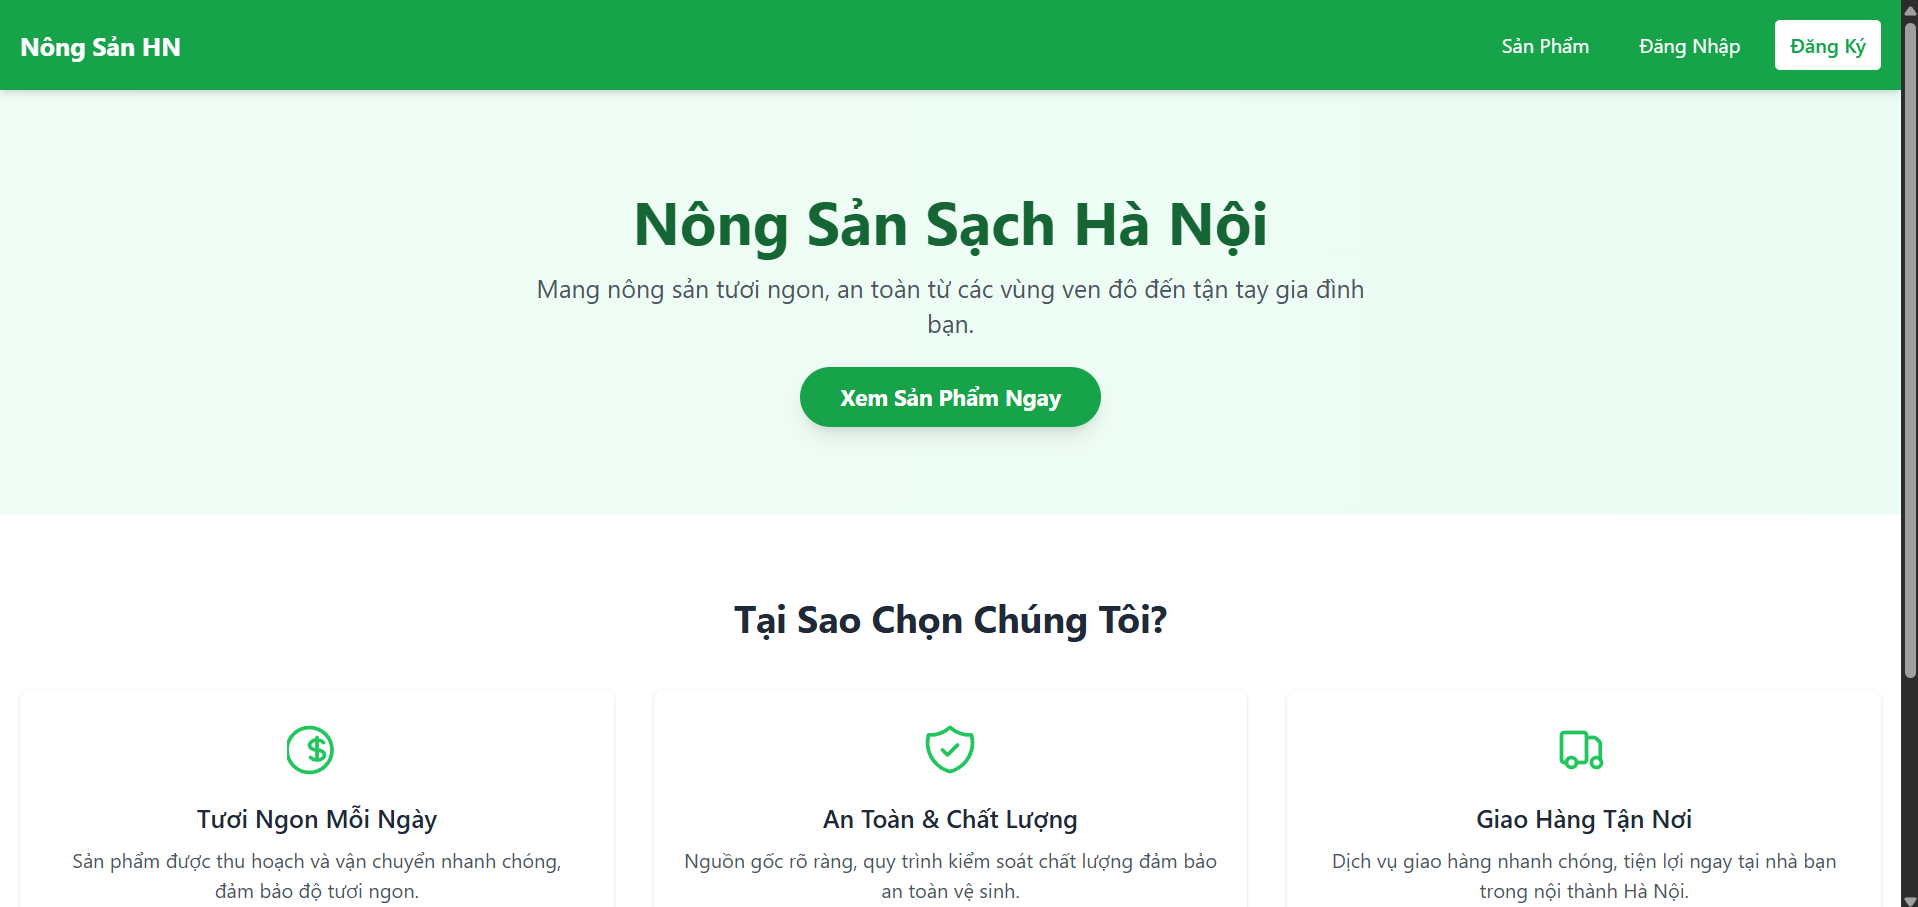 Nông Sản HN
Sản Phẩm
Đăng Nhập
Đăng Ký
Nông Sản Sạch Hà Nội
Mang nông sản tươi ngon, an toàn từ các vùng ven đô đến tận tay gia đình
bạn.
Xem Sản Phẩm Ngay
Tại Sao Chọn Chúng Tôi?
Tươi Ngon Mỗi Ngày
Sản phẩm được thu hoạch và vận chuyển nhanh chóng,
đảm bảo độ tươi ngon.
An Toàn & Chất Lượng
Nguồn gốc rõ ràng, quy trình kiểm soát chất lượng đảm bảo
an toàn vệ sinh.
Giao Hàng Tận Nơi
Dịch vụ giao hàng nhanh chóng, tiện lợi ngay tại nhà bạn
trong nội thành Hà Nội.